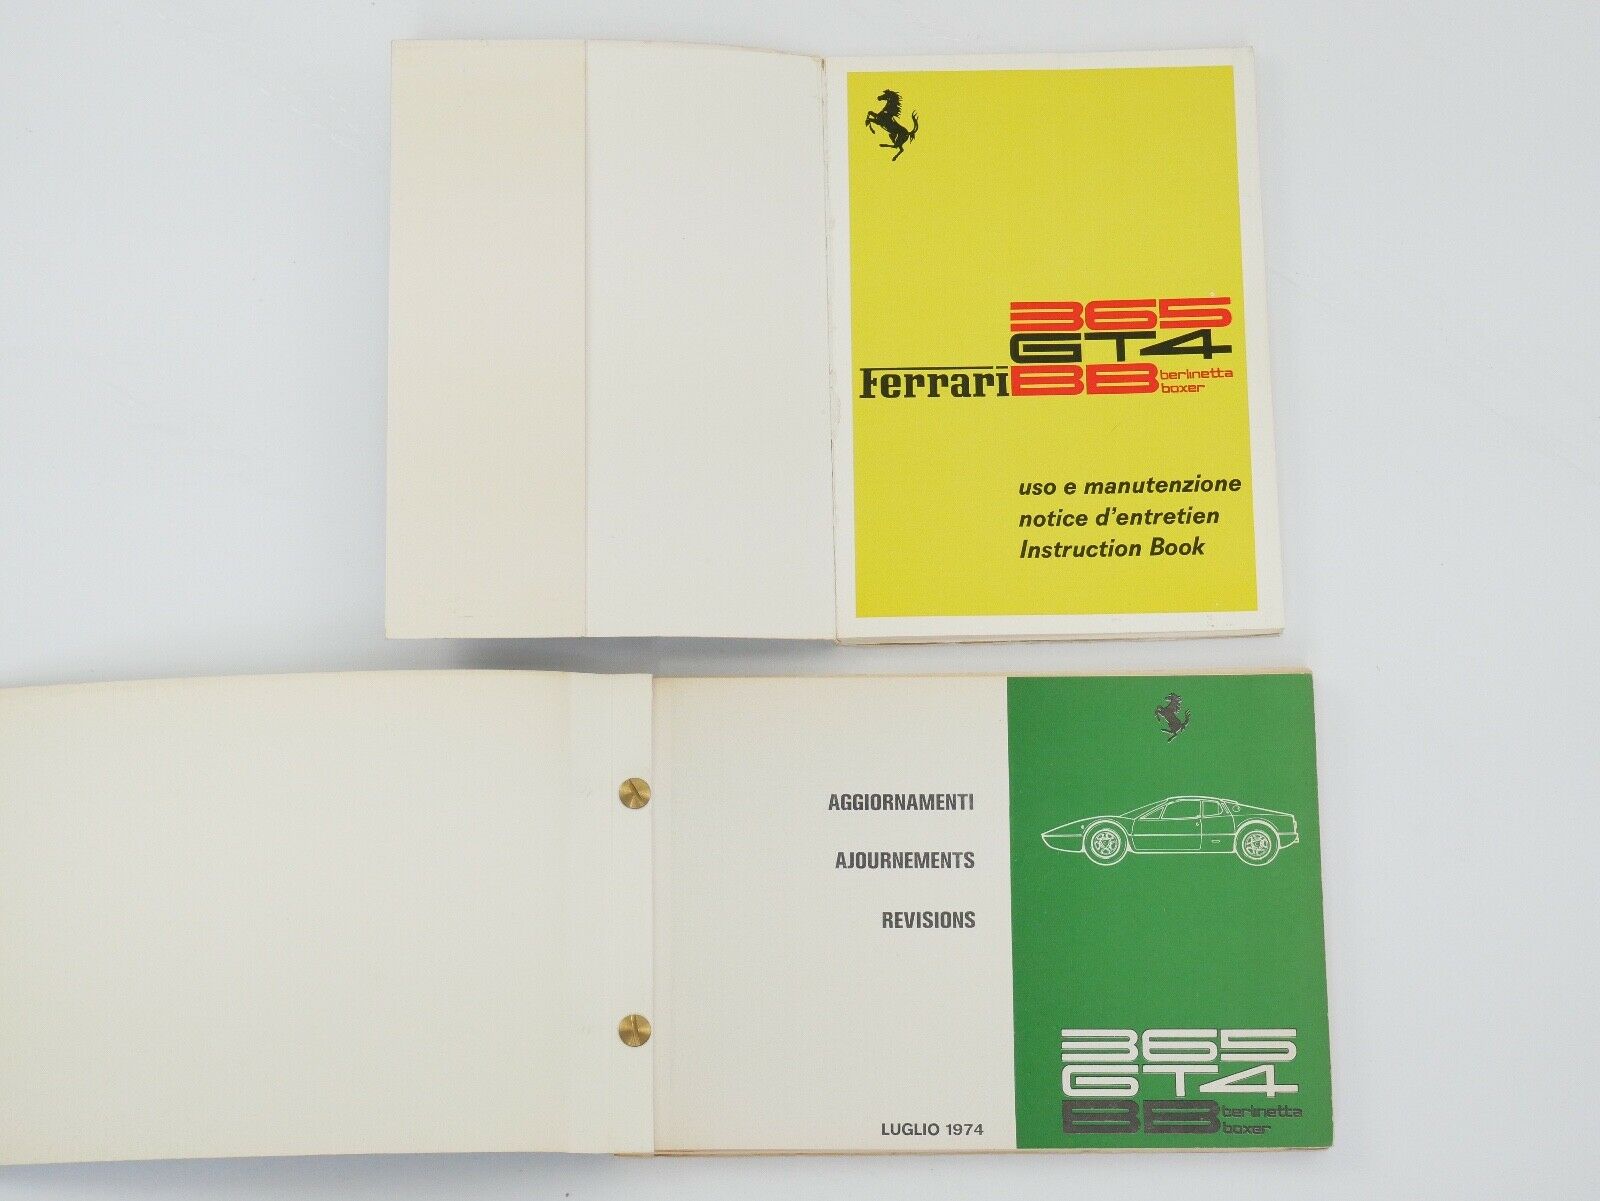 365
GT4
Ferrari BB berlinetta
boxer
uso e manutenzione
notice d'entretien
Instruction Book
AGGIORNAMENTI
AJOURNEMENTS
REVISIONS
LUGLIO 1974
365
GT4
BB berlinetta
boxer